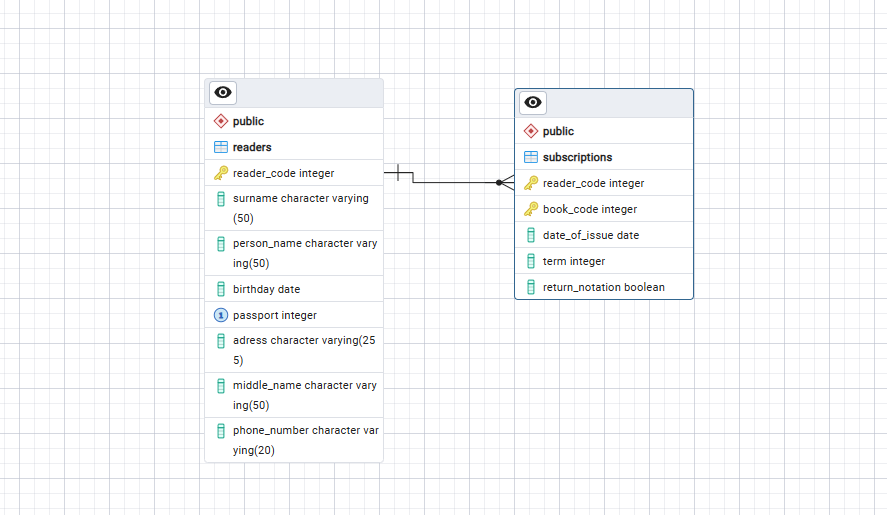 public
readers
reader_code integer
surname character varying
(50)
person_name character vary
ing(50)
birthday date
1 passport integer
adress character varying(25
5)
middle_name character vary
ing(50)
phone_number character var
ying(20)
public
subscriptions
reader_code integer
book_code integer
date_of_issue date
term integer
return_notation boolean